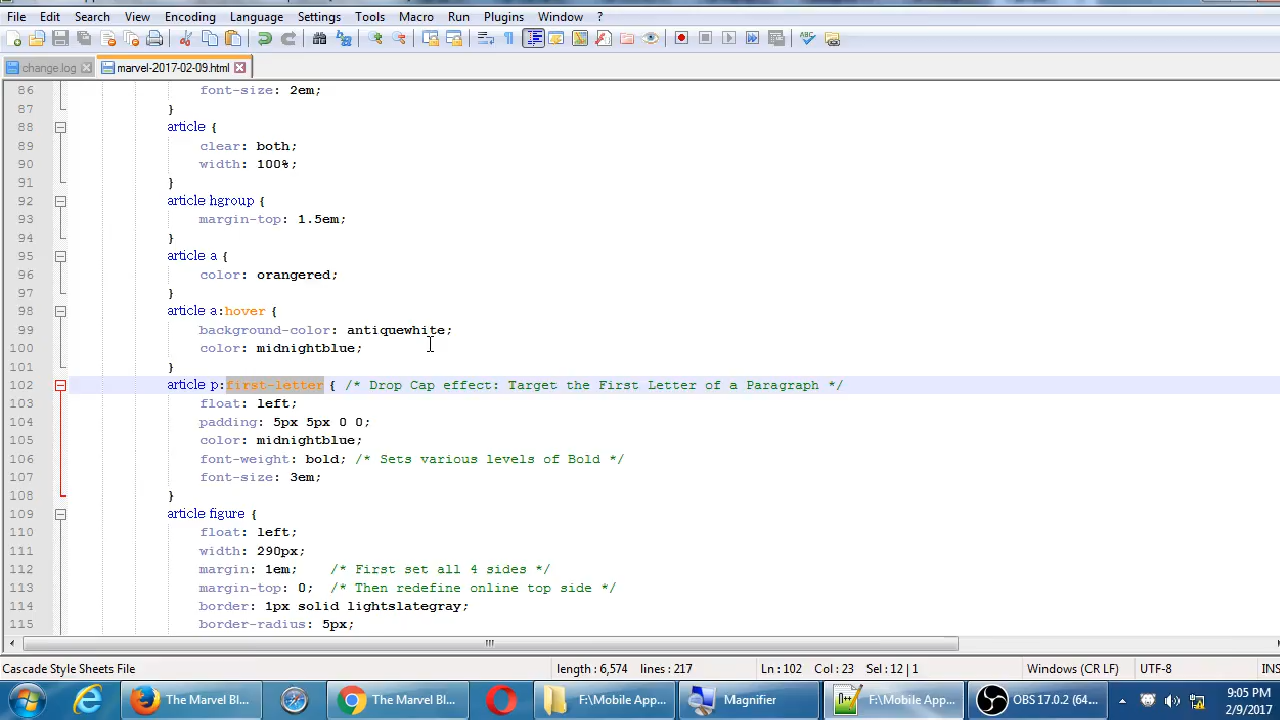 File Edit Search View Encoding Language Settings Tools Macro Run Plugins Window ?
change.log marvel-2017-02-09.html
86 font-size: 2em;
87 }
88 article {
89 clear: both;
90 width: 100%;
91 }
92 article hgroup {
93 margin-top: 1.5em;
94 }
95 article a {
96 color: orangered;
97 }
98 article a:hover {
99 background-color: antiquewhite;
100 color: midnightblue;
101 }
102 article p:first-letter { /* Drop Cap effect: Target the First Letter of a Paragraph */
103 float: left;
104 padding: 5px 5px 0 0;
105 color: midnightblue;
106 font-weight: bold; /* Sets various levels of Bold */
107 font-size: 3em;
108 }
109 article figure {
110 float: left;
111 width: 290px;
112 margin: 1em; /* First set all 4 sides */
113 margin-top: 0; /* Then redefine online top side */
114 border: 1px solid lightslategray;
115 border-radius: 5px;
Cascade Style Sheets File length : 6,574 lines : 217 Ln : 102 Col : 23 Sel : 12 | 1 Windows (CR LF) UTF-8 INS
The Marvel Bl... The Marvel Bl... F:\Mobile App... Magnifier F:\Mobile App... OBS 17.0.2 (64... 9:05 PM
2/9/2017